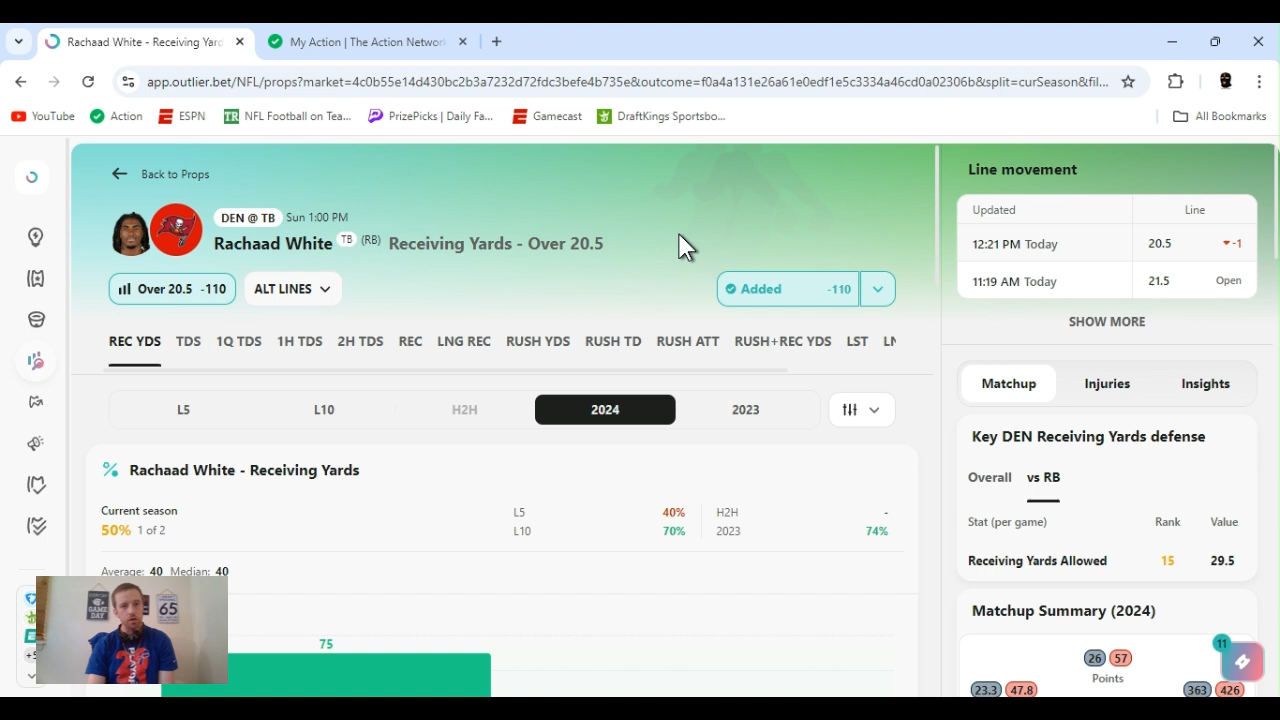 Rachaad White - Receiving Yard
My Action | The Action Networ
app.outlier.bet/NFL/props?market=4c0b55e14d430bc2b3a7232d72fdc3befe4b735e&outcome=f0a4a131e26a61e0edf1e5c3334a46cd0a02306b&split=curSeason&fil...
YouTube
Action
ESPN
NFL Football on Tea...
PrizePicks | Daily Fa...
Gamecast
DraftKings Sportsbo...
All Bookmarks
Back to Props
DEN @ TB Sun 1:00 PM
Rachaad White TB (RB) Receiving Yards - Over 20.5
Over 20.5 -110
ALT LINES
Added -110
REC YDS TDS 1Q TDS 1H TDS 2H TDS REC LNG REC RUSH YDS RUSH TD RUSH ATT RUSH+REC YDS LST
L5 L10 H2H 2024 2023
Rachaad White - Receiving Yards
Current season
50% 1 of 2
L5 40% H2H -
L10 70% 2023 74%
Average: 40 Median: 40
75
GAME DAY
65
Line movement
Updated Line
12:21 PM Today 20.5 -1
11:19 AM Today 21.5 Open
SHOW MORE
Matchup Injuries Insights
Key DEN Receiving Yards defense
Overall vs RB
Stat (per game) Rank Value
Receiving Yards Allowed 15 29.5
Matchup Summary (2024)
11
26 57
Points
23.3 47.8 363 426